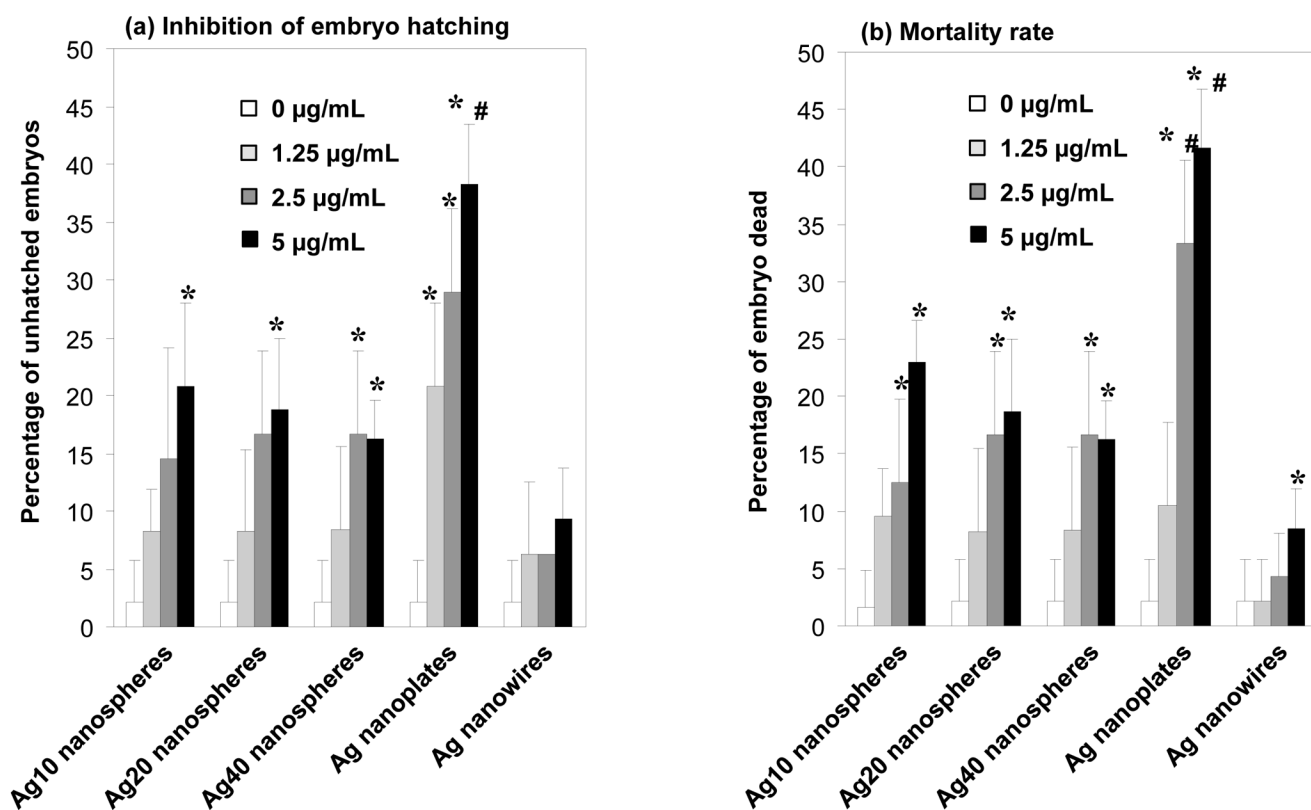 (a) Inhibition of embryo hatching
Percentage of unhatched embryos
50
45
40
35
30
25
20
15
10
5
0
0 µg/mL
1.25 µg/mL
2.5 µg/mL
5 µg/mL
*
*
*
*
*
*
* #
Ag10 nanospheres
Ag20 nanospheres
Ag40 nanospheres
Ag nanoplates
Ag nanowires
(b) Mortality rate
Percentage of embryo dead
50
45
40
35
30
25
20
15
10
5
0
0 µg/mL
1.25 µg/mL
2.5 µg/mL
5 µg/mL
*
*
*
*
*
*
* #
* #
*
Ag10 nanospheres
Ag20 nanospheres
Ag40 nanospheres
Ag nanoplates
Ag nanowires